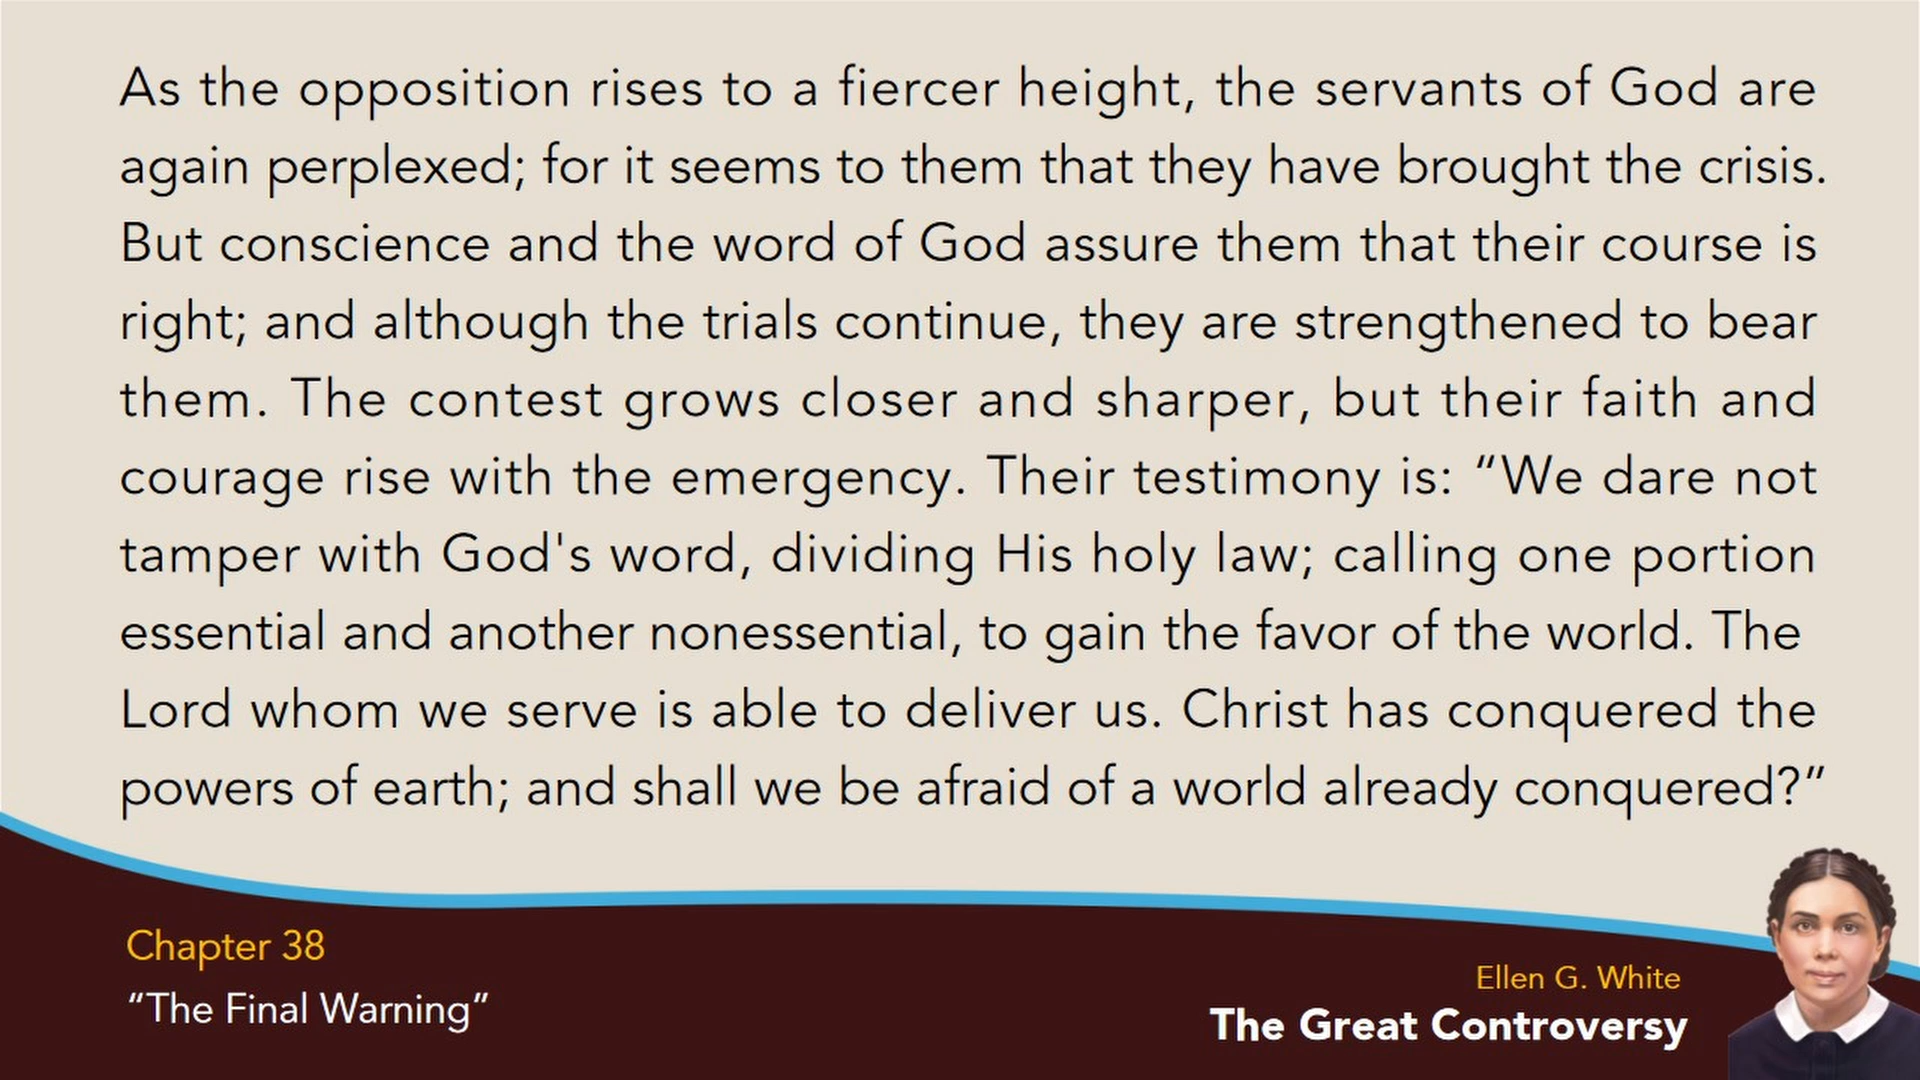 As the opposition rises to a fiercer height, the servants of God are
again perplexed; for it seems to them that they have brought the crisis.
But conscience and the word of God assure them that their course is
right; and although the trials continue, they are strengthened to bear
them. The contest grows closer and sharper, but their faith and
courage rise with the emergency. Their testimony is: “We dare not
tamper with God's word, dividing His holy law; calling one portion
essential and another nonessential, to gain the favor of the world. The
Lord whom we serve is able to deliver us. Christ has conquered the
powers of earth; and shall we be afraid of a world already conquered?”
Chapter 38
“The Final Warning”
Ellen G. White
The Great Controversy